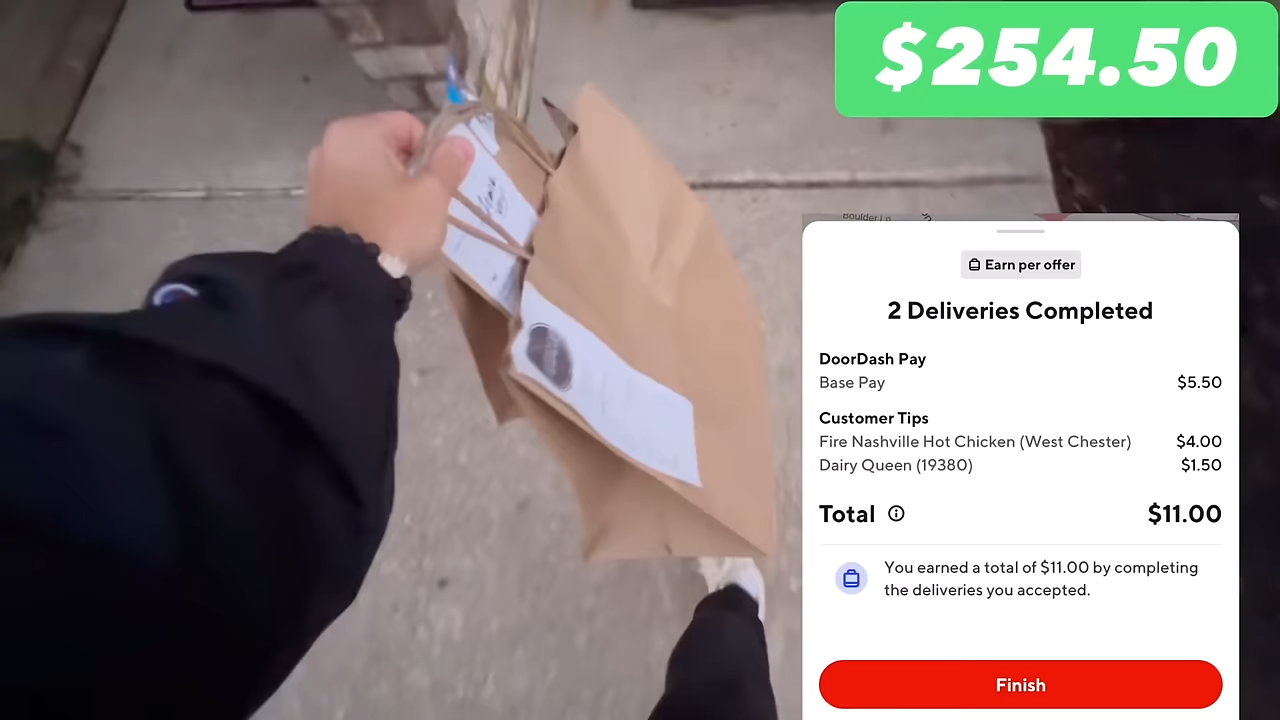 $254.50
Boulder Ln
Earn per offer
2 Deliveries Completed
DoorDash Pay
Base Pay $5.50
Customer Tips
Fire Nashville Hot Chicken (West Chester) $4.00
Dairy Queen (19380) $1.50
Total $11.00
You earned a total of $11.00 by completing
the deliveries you accepted.
Finish